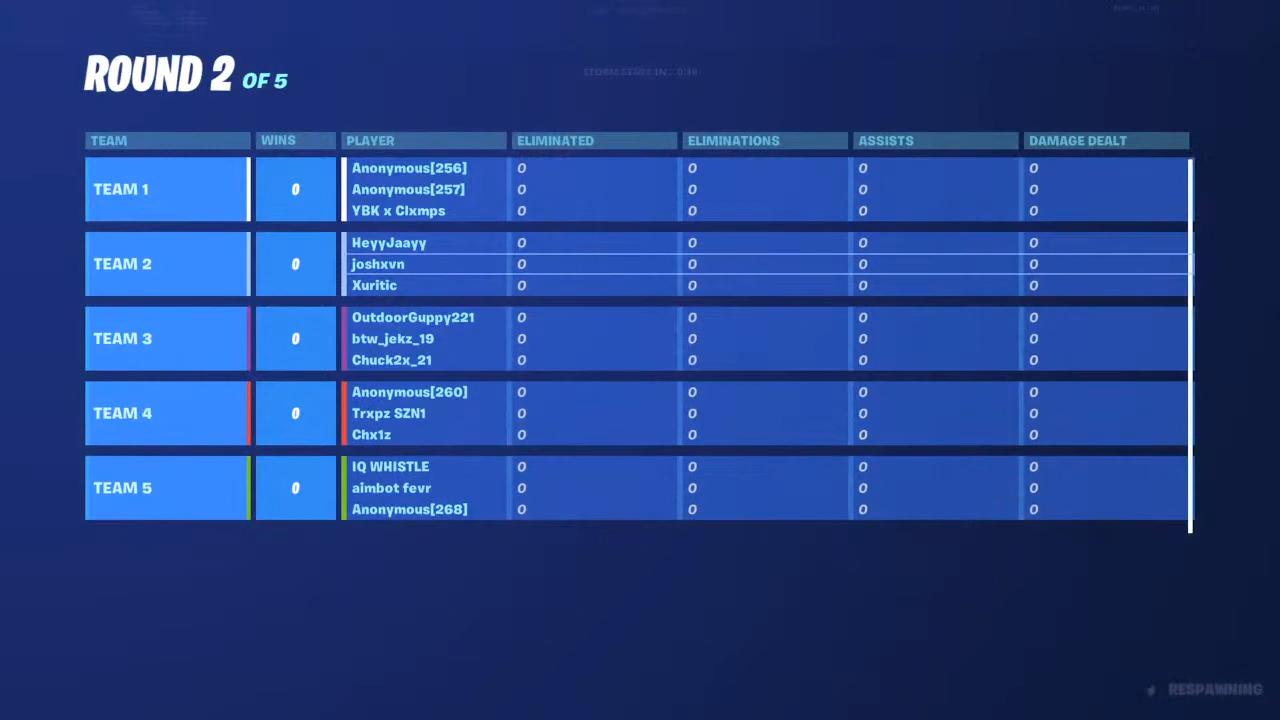 STORM STARTS IN... 0:10
ROUND 2 OF 5
TEAM WINS PLAYER ELIMINATED ELIMINATIONS ASSISTS DAMAGE DEALT
Anonymous[256] 0 0 0 0
TEAM 1 0 Anonymous[257] 0 0 0 0
YBK x Clxmps 0 0 0 0
HeyyJaayy 0 0 0 0
TEAM 2 0 joshxvn 0 0 0 0
Xuritic 0 0 0 0
OutdoorGuppy221 0 0 0 0
TEAM 3 0 btw_jekz_19 0 0 0 0
Chuck2x_21 0 0 0 0
Anonymous[260] 0 0 0 0
TEAM 4 0 Trxpz SZN1 0 0 0 0
Chx1z 0 0 0 0
IQ WHISTLE 0 0 0 0
TEAM 5 0 aimbot fevr 0 0 0 0
Anonymous[268] 0 0 0 0
RESPAWNING